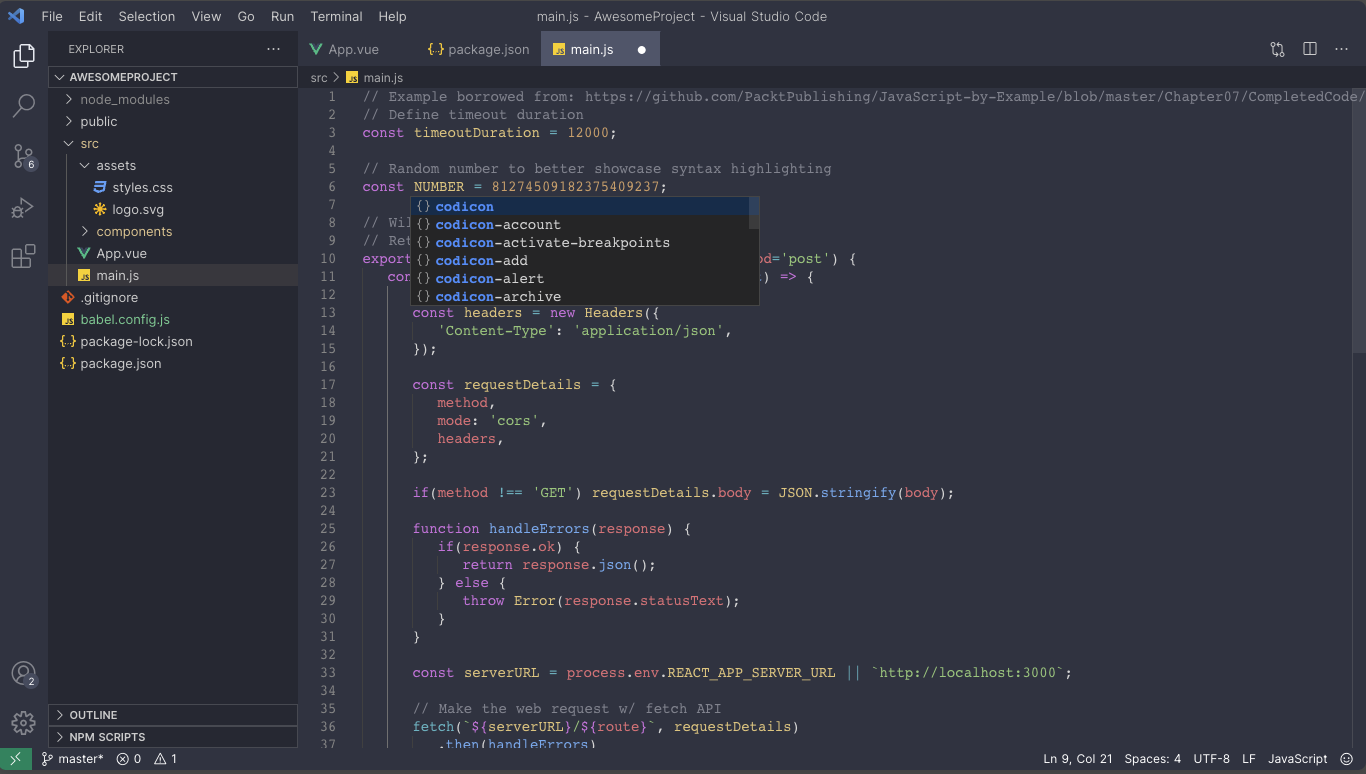 File Edit Selection View Go Run Terminal Help
main.js - AwesomeProject - Visual Studio Code
EXPLORER
AWESOMEPROJECT
node_modules
public
src
assets
styles.css
logo.svg
components
App.vue
main.js
.gitignore
babel.config.js
package-lock.json
package.json
OUTLINE
NPM SCRIPTS
6
2
App.vue package.json main.js
src > main.js
1 // Example borrowed from: https://github.com/PacktPublishing/JavaScript-by-Example/blob/master/Chapter07/CompletedCode/
2 // Define timeout duration
3 const timeoutDuration = 12000;
4
5 // Random number to better showcase syntax highlighting
6 const NUMBER = 81274509182375409237;
7
8 // Wil
9 // Ret
10 export od='post') {
11 con ) => {
12
13 const headers = new Headers({
14 'Content-Type': 'application/json',
15 });
16
17 const requestDetails = {
18 method,
19 mode: 'cors',
20 headers,
21 };
22
23 if(method !== 'GET') requestDetails.body = JSON.stringify(body);
24
25 function handleErrors(response) {
26 if(response.ok) {
27 return response.json();
28 } else {
29 throw Error(response.statusText);
30 }
31 }
32
33 const serverURL = process.env.REACT_APP_SERVER_URL || `http://localhost:3000`;
34
35 // Make the web request w/ fetch API
36 fetch(`${serverURL}/${route}`, requestDetails)
37 .then(handleErrors)
{} codicon
{} codicon-account
{} codicon-activate-breakpoints
{} codicon-add
{} codicon-alert
{} codicon-archive
master* 0 1
Ln 9, Col 21 Spaces: 4 UTF-8 LF JavaScript